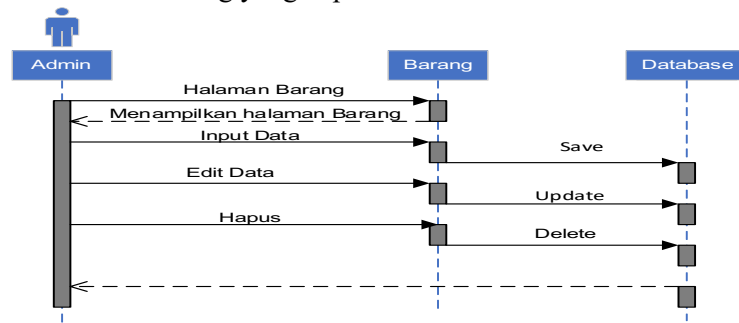 Admin
Barang
Database
Halaman Barang
Menampilkan halaman Barang
Input Data
Save
Edit Data
Update
Hapus
Delete